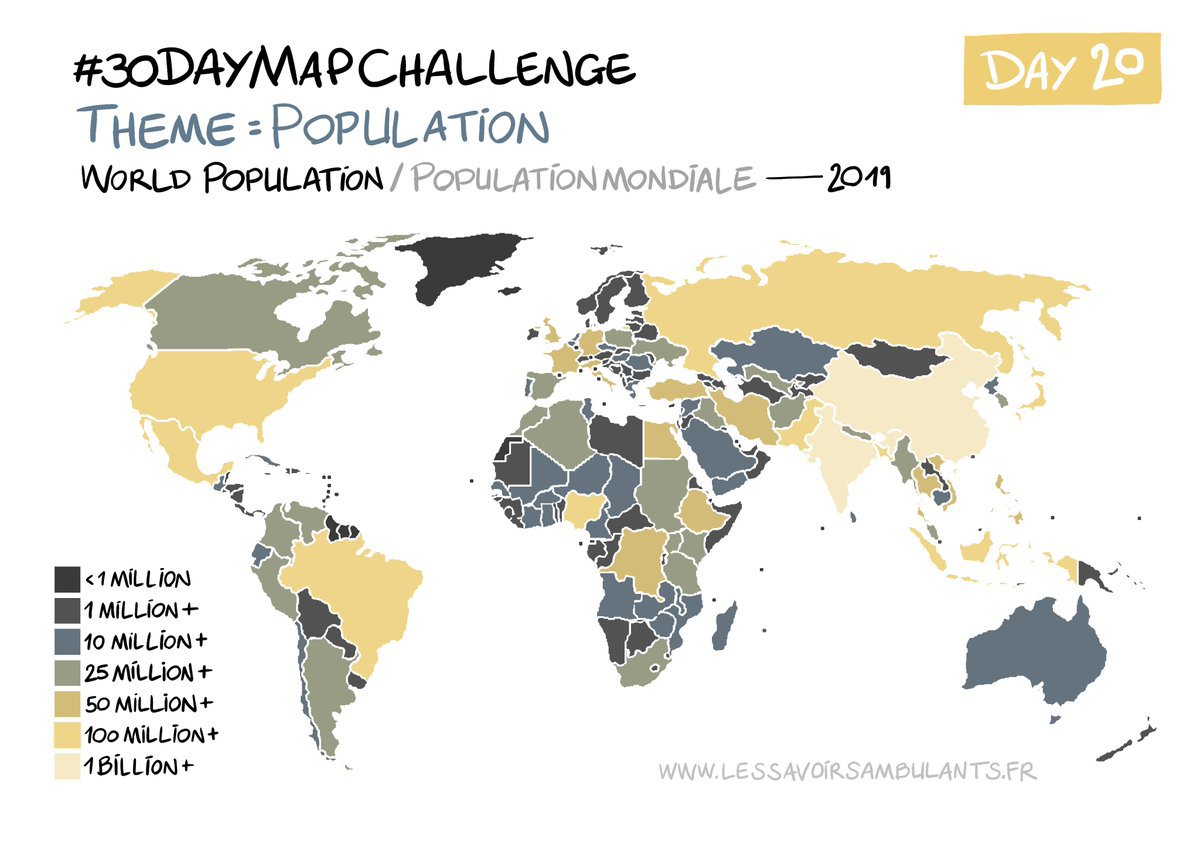 #30DAYMAPCHALLENGE
DAY 20
THEME = POPULATION
WORLD POPULATION / POPULATION MONDIALE — 2019
<1 MILLION
1 MILLION+
10 MILLION+
25 MILLION+
50 MILLION+
100 MILLION+
1 BILLION+
WWW.LESSAVOIRSAMBULANTS.FR